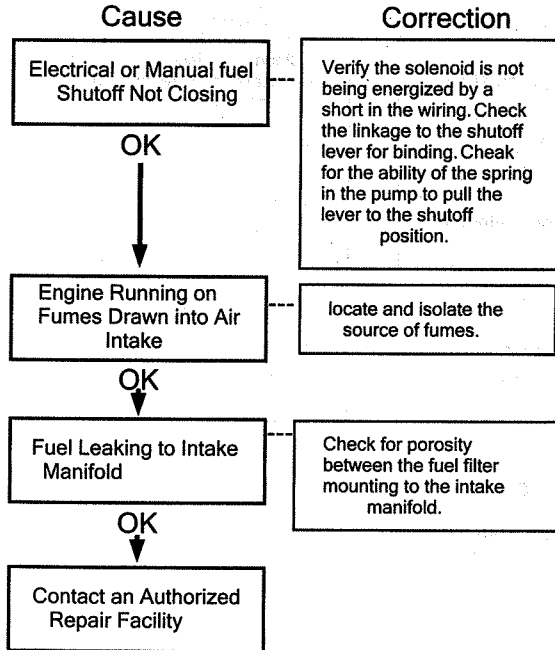 Cause
Correction
Electrical or Manual fuel
Shutoff Not Closing
Verify the solenoid is not
being energized by a
short in the wiring. Check
the linkage to the shutoff
lever for binding. Cheak
for the ability of the spring
in the pump to pull the
lever to the shutoff
position.
OK
Engine Running on
Fumes Drawn into Air
Intake
locate and isolate the
source of fumes.
OK
Fuel Leaking to Intake
Manifold
Check for porosity
between the fuel filter
mounting to the intake
manifold.
OK
Contact an Authorized
Repair Facility